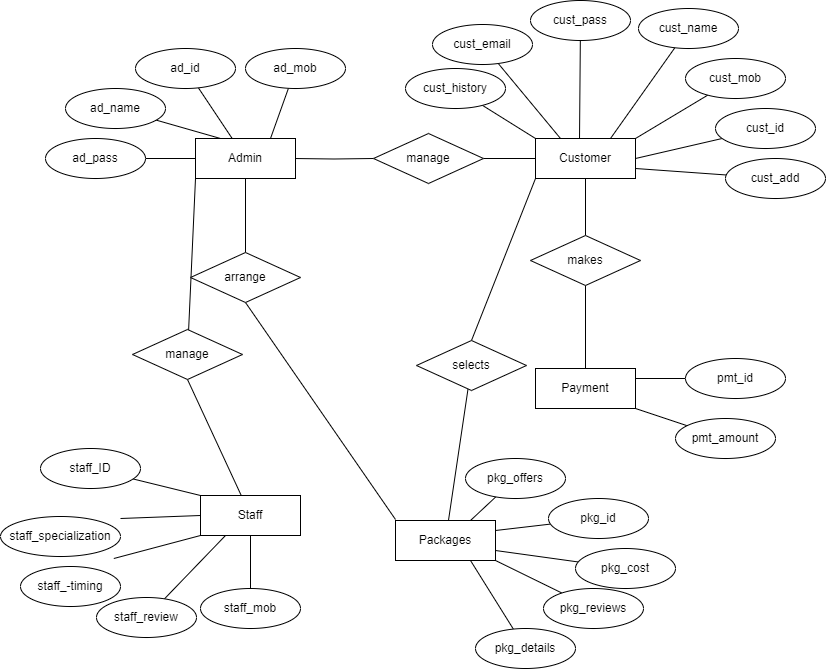 cust_pass
cust_name
cust_email
ad_id
ad_mob
cust_mob
cust_history
ad_name
cust_id
ad_pass
Admin
manage
Customer
cust_add
makes
arrange
manage
selects
pmt_id
Payment
pmt_amount
staff_ID
pkg_offers
Staff
pkg_id
staff_specialization
Packages
pkg_cost
staff_-timing
staff_review
staff_mob
pkg_reviews
pkg_details